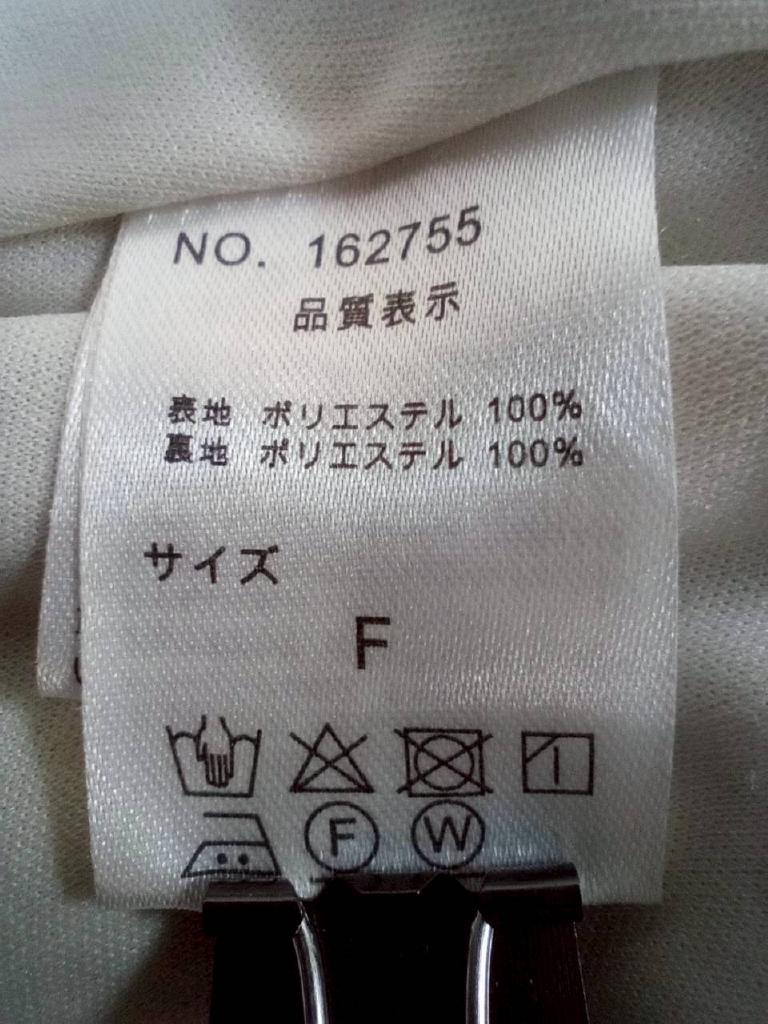 NO. 162755
品質表示
表地 ポリエステル 100%
裏地 ポリエステル 100%
サイズ
F
F W